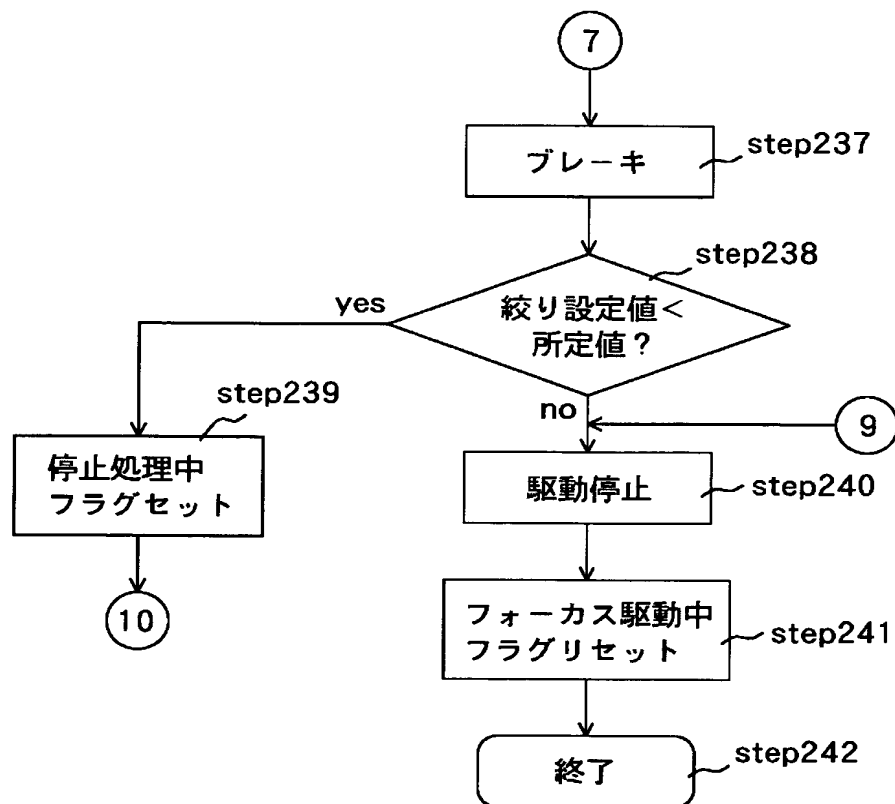 7
ブレーキ
step237
step238
絞り設定値<
所定値?
yes
no
step239
停止処理中
フラグセット
10
9
駆動停止
step240
フォーカス駆動中
フラグリセット
step241
終了
step242